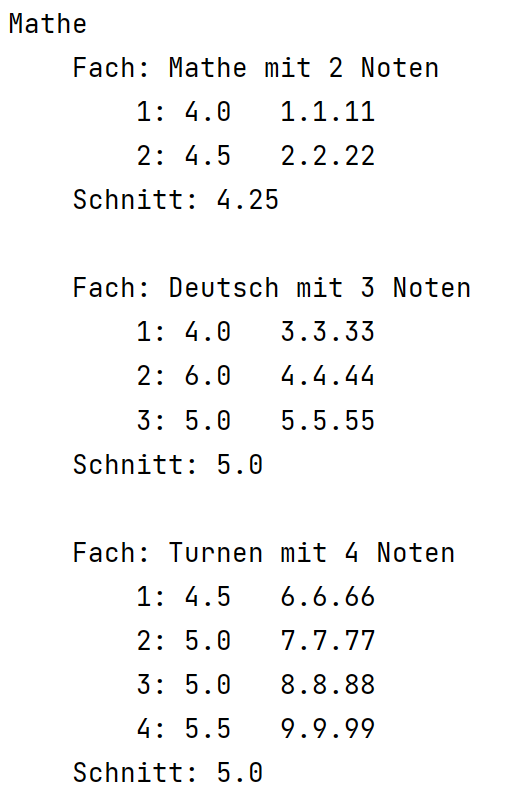 Mathe
Fach: Mathe mit 2 Noten
1: 4.0 1.1.11
2: 4.5 2.2.22
Schnitt: 4.25
Fach: Deutsch mit 3 Noten
1: 4.0 3.3.33
2: 6.0 4.4.44
3: 5.0 5.5.55
Schnitt: 5.0
Fach: Turnen mit 4 Noten
1: 4.5 6.6.66
2: 5.0 7.7.77
3: 5.0 8.8.88
4: 5.5 9.9.99
Schnitt: 5.0